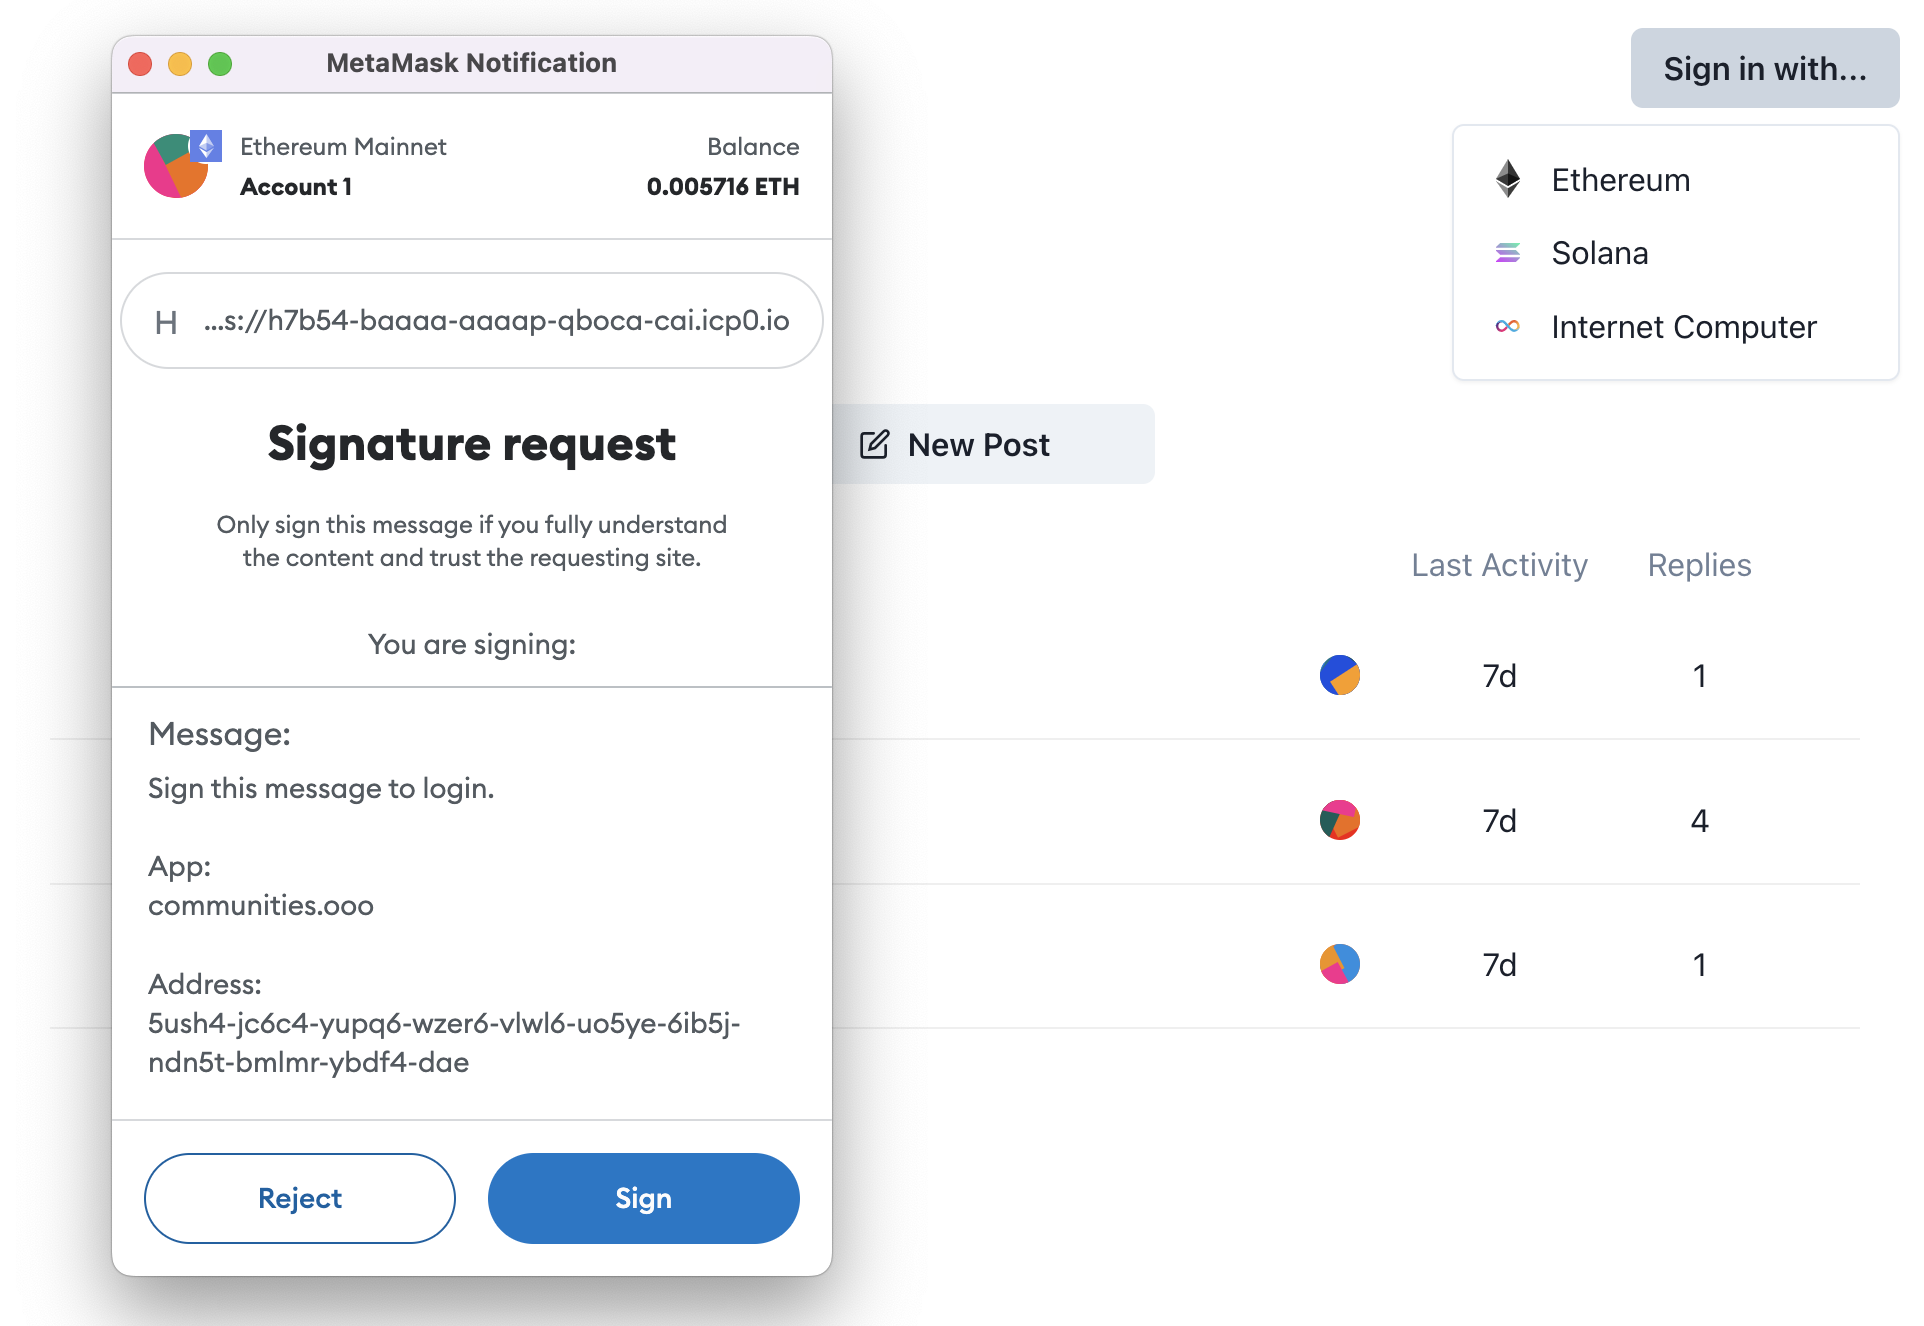 MetaMask Notification
Ethereum Mainnet
Balance
Account 1
0.005716 ETH
H ...s://h7b54-baaaa-aaaap-qboca-cai.icp0.io
Signature request
Only sign this message if you fully understand
the content and trust the requesting site.
You are signing:
Message:
Sign this message to login.
App:
communities.ooo
Address:
5ush4-jc6c4-yupq6-wzer6-vlwl6-uo5ye-6ib5j-
ndn5t-bmlmr-ybdf4-dae
Reject
Sign
Sign in with...
Ethereum
Solana
Internet Computer
New Post
Last Activity
Replies
7d
1
7d
4
7d
1